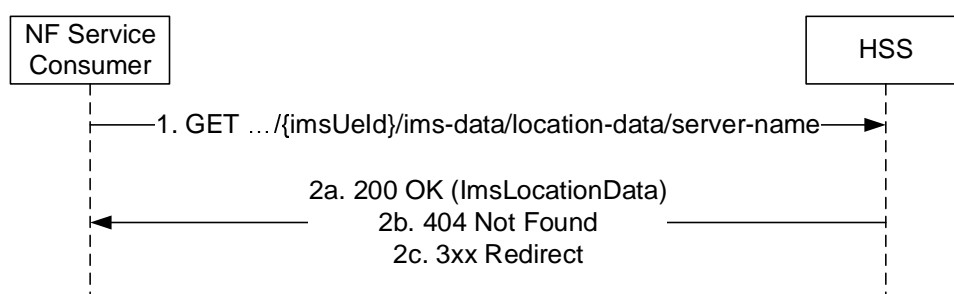 NF Service
Consumer
HSS
1. GET …/{imsUeId}/ims-data/location-data/server-name
2a. 200 OK (ImsLocationData)
2b. 404 Not Found
2c. 3xx Redirect